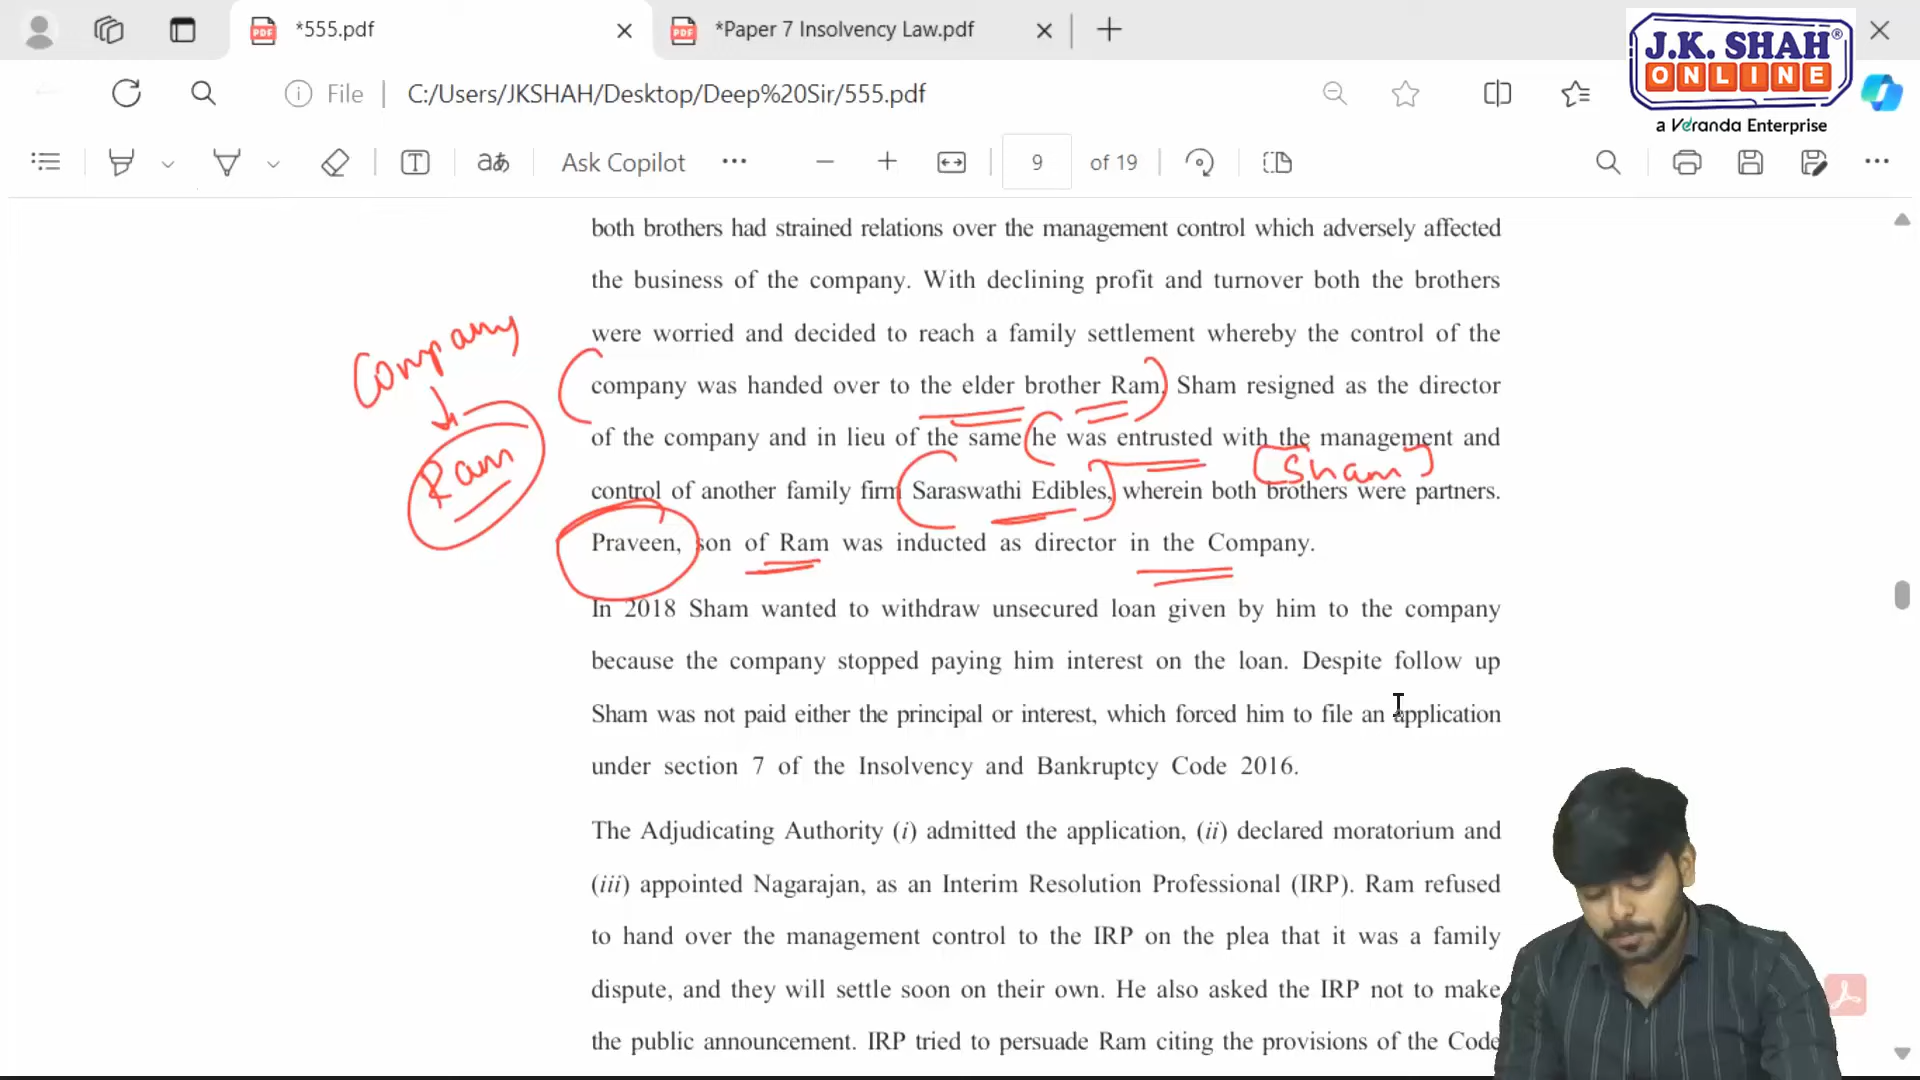 *555.pdf
*Paper 7 Insolvency Law.pdf
J.K. SHAH®
ONLINE
a Veranda Enterprise
File
C:/Users/JKSHAH/Desktop/Deep%20Sir/555.pdf
Ask Copilot
9
of 19
both brothers had strained relations over the management control which adversely affected
the business of the company. With declining profit and turnover both the brothers
were worried and decided to reach a family settlement whereby the control of the
company was handed over to the elder brother Ram, Sham resigned as the director
of the company and in lieu of the same he was entrusted with the management and
control of another family firm Saraswathi Edibles, wherein both brothers were partners.
Praveen, son of Ram was inducted as director in the Company.
Company
Ram
(Sham)
In 2018 Sham wanted to withdraw unsecured loan given by him to the company
because the company stopped paying him interest on the loan. Despite follow up
Sham was not paid either the principal or interest, which forced him to file an application
under section 7 of the Insolvency and Bankruptcy Code 2016.
The Adjudicating Authority (i) admitted the application, (ii) declared moratorium and
(iii) appointed Nagarajan, as an Interim Resolution Professional (IRP). Ram refused
to hand over the management control to the IRP on the plea that it was a family
dispute, and they will settle soon on their own. He also asked the IRP not to make
the public announcement. IRP tried to persuade Ram citing the provisions of the Code